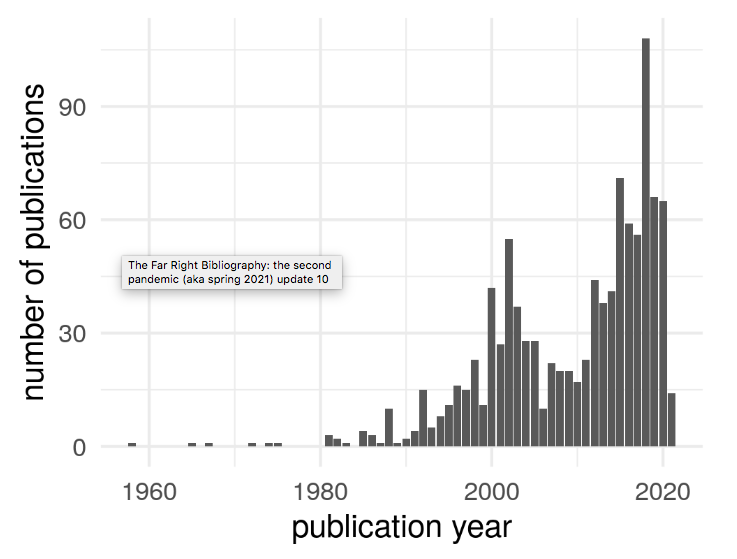 number of publications
90
60
30
0
The Far Right Bibliography: the second
pandemic (aka spring 2021) update 10
1960 1980 2000 2020
publication year